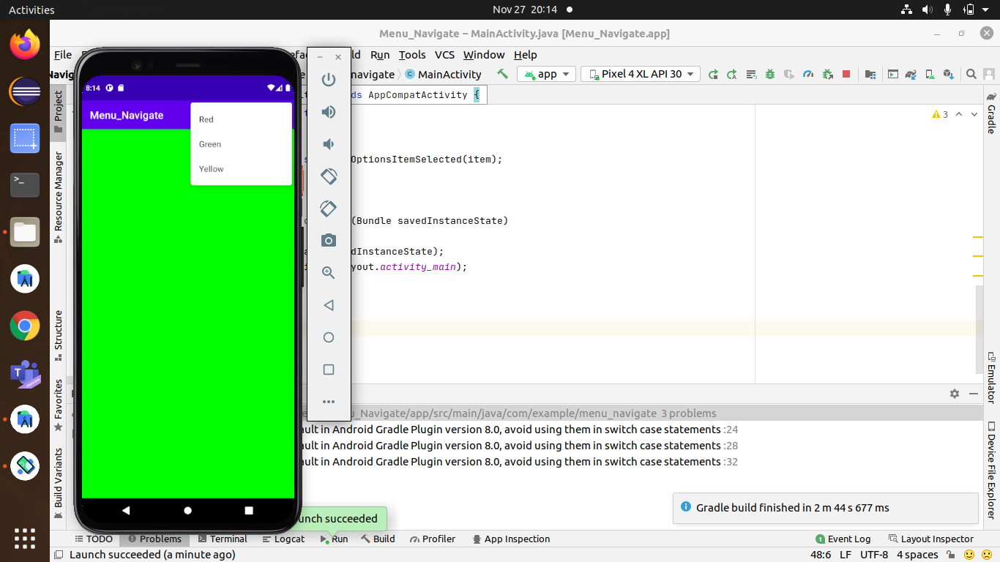 Activities
Nov 27 20:14
Menu_Navigate – MainActivity.java [Menu_Navigate.app]
File
Run Tools VCS Window Help
MainActivity
app
Pixel 4 XL API 30
AppCompatActivity {
3
OptionsItemSelected(item);
(Bundle savedInstanceState)
dInstanceState);
yout.activity_main);
8:14
Menu_Navigate
Red
Green
Yellow
Project
Resource Manager
Structure
Favorites
Build Variants
Gradle
Emulator
Device File Explorer
u_Navigate/app/src/main/java/com/example/menu_navigate 3 problems
ault in Android Gradle Plugin version 8.0, avoid using them in switch case statements :24
ault in Android Gradle Plugin version 8.0, avoid using them in switch case statements :28
ault in Android Gradle Plugin version 8.0, avoid using them in switch case statements :32
Gradle build finished in 2 m 44 s 677 ms
unch succeeded
TODO Problems Terminal Logcat Run Build Profiler App Inspection
1 Event Log Layout Inspector
Launch succeeded (a minute ago)
48:6 LF UTF-8 4 spaces